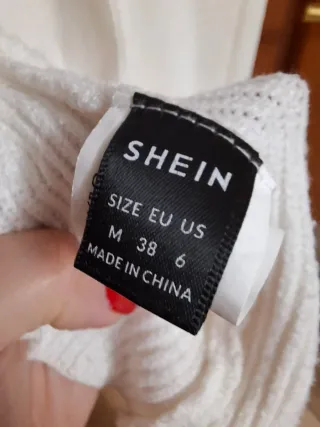 SHEIN
SIZE EU US
M 38 6
MADE IN CHINA